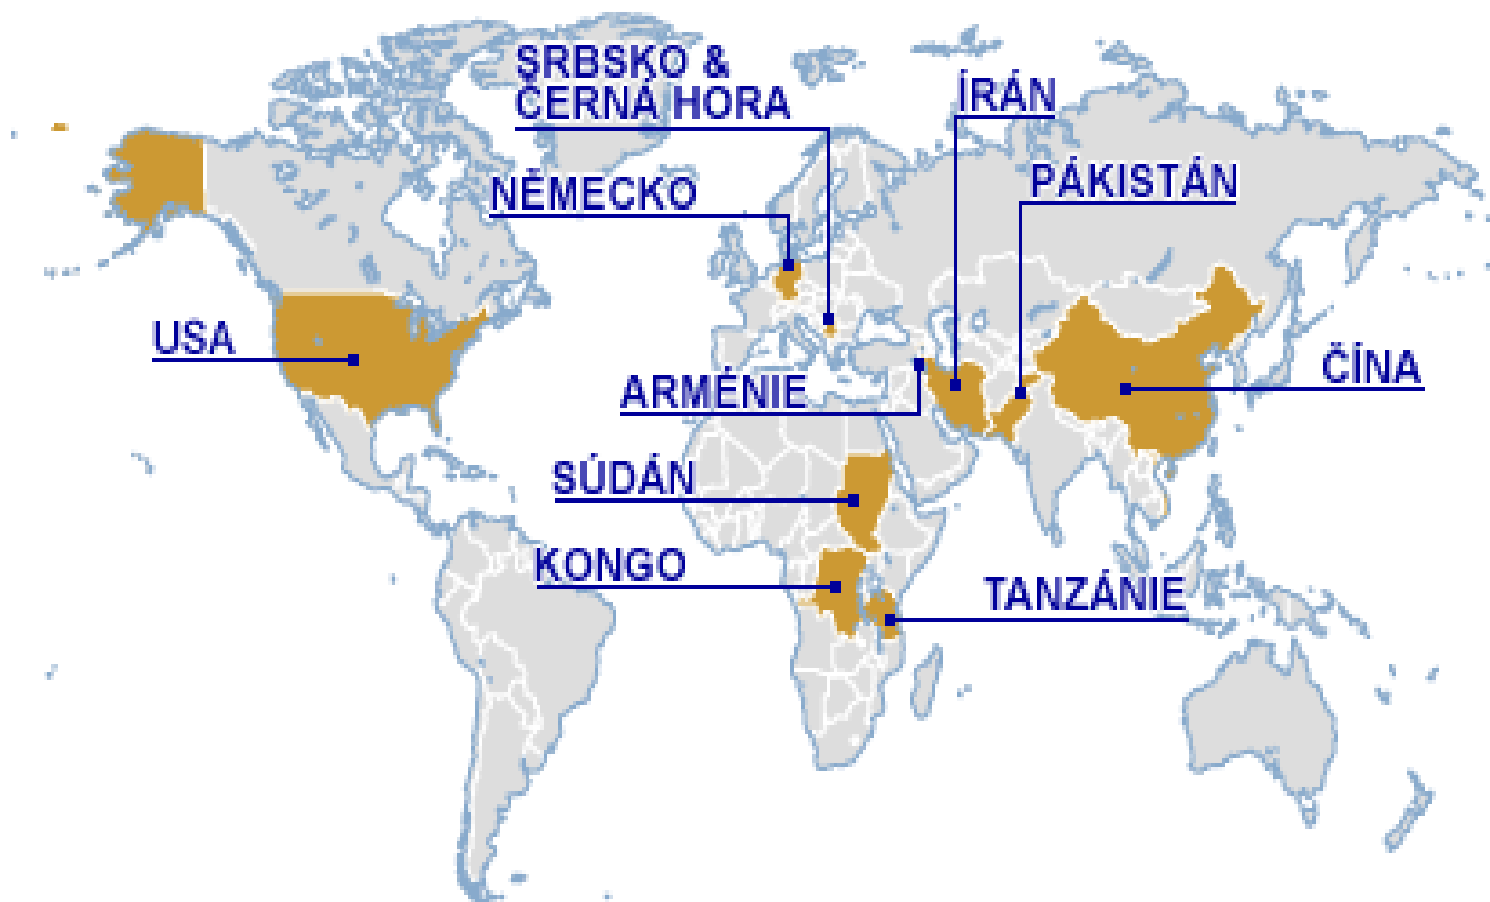 SRBSKO &
ČERNÁ HORA
ÍRÁN
PÁKISTÁN
NĚMECKO
USA
ČÍNA
ARMÉNIE
SÚDÁN
KONGO
TANZÁNIE